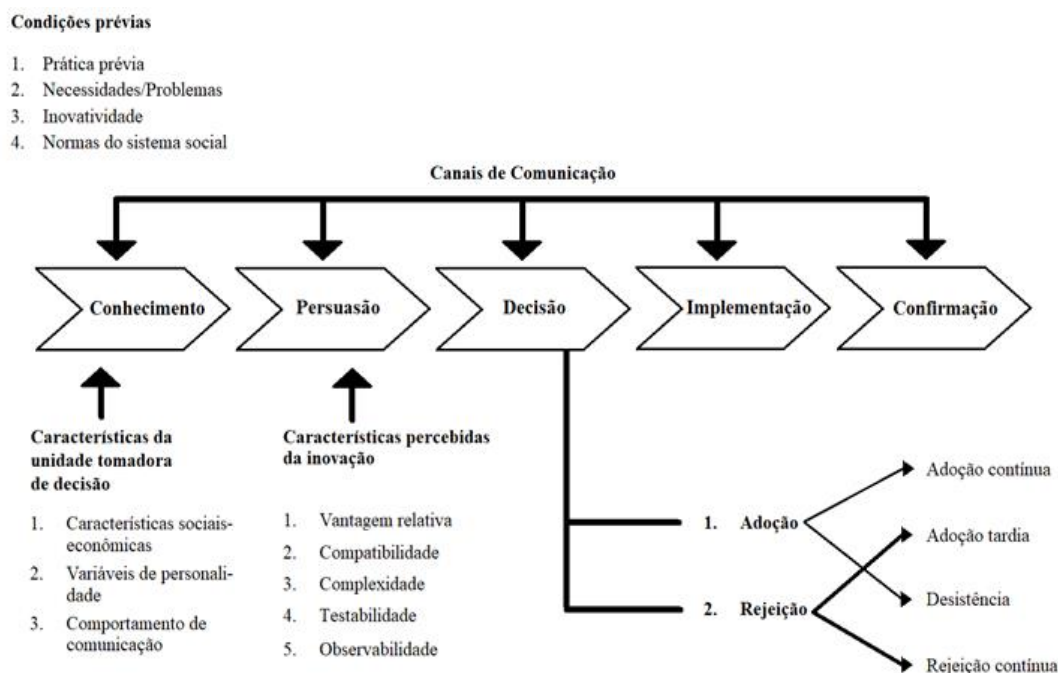 Condições prévias
1. Prática prévia
2. Necessidades/Problemas
3. Inovatividade
4. Normas do sistema social
Canais de Comunicação
Conhecimento
Persuasão
Decisão
Implementação
Confirmação
Características da
unidade tomadora
de decisão
1. Características sociais-
econômicas
2. Variáveis de personali-
dade
3. Comportamento de
comunicação
Características percebidas
da inovação
1. Vantagem relativa
2. Compatibilidade
3. Complexidade
4. Testabilidade
5. Observabilidade
1. Adoção
2. Rejeição
Adoção contínua
Adoção tardia
Desistência
Rejeição contínua